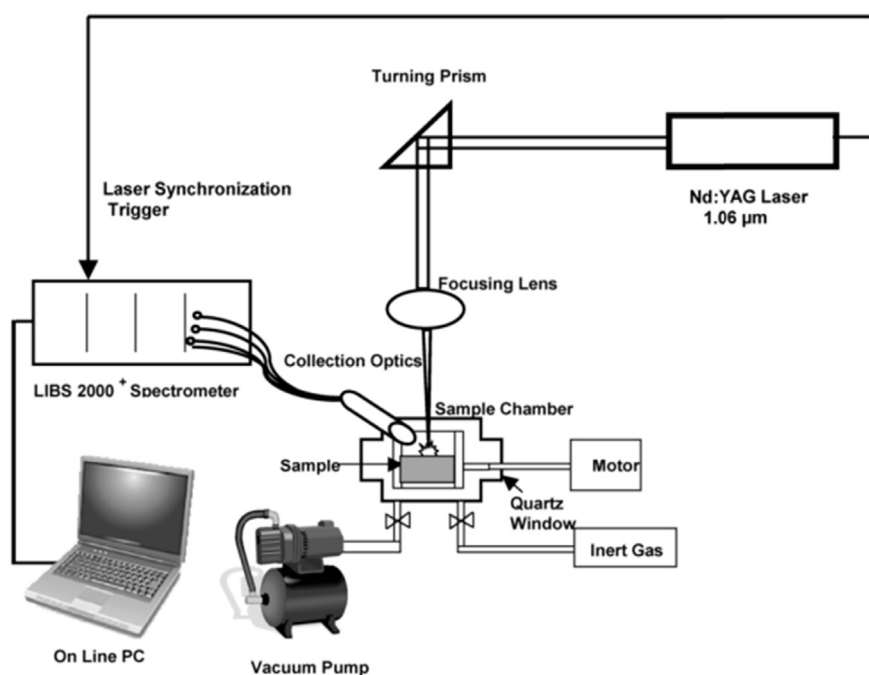 Turning Prism
Nd:YAG Laser
1.06 µm
Laser Synchronization
Trigger
Focusing Lens
Collection Optics
LIBS 2000 + Spectrometer
Sample Chamber
Sample
Motor
Quartz
Window
Inert Gas
On Line PC
Vacuum Pump